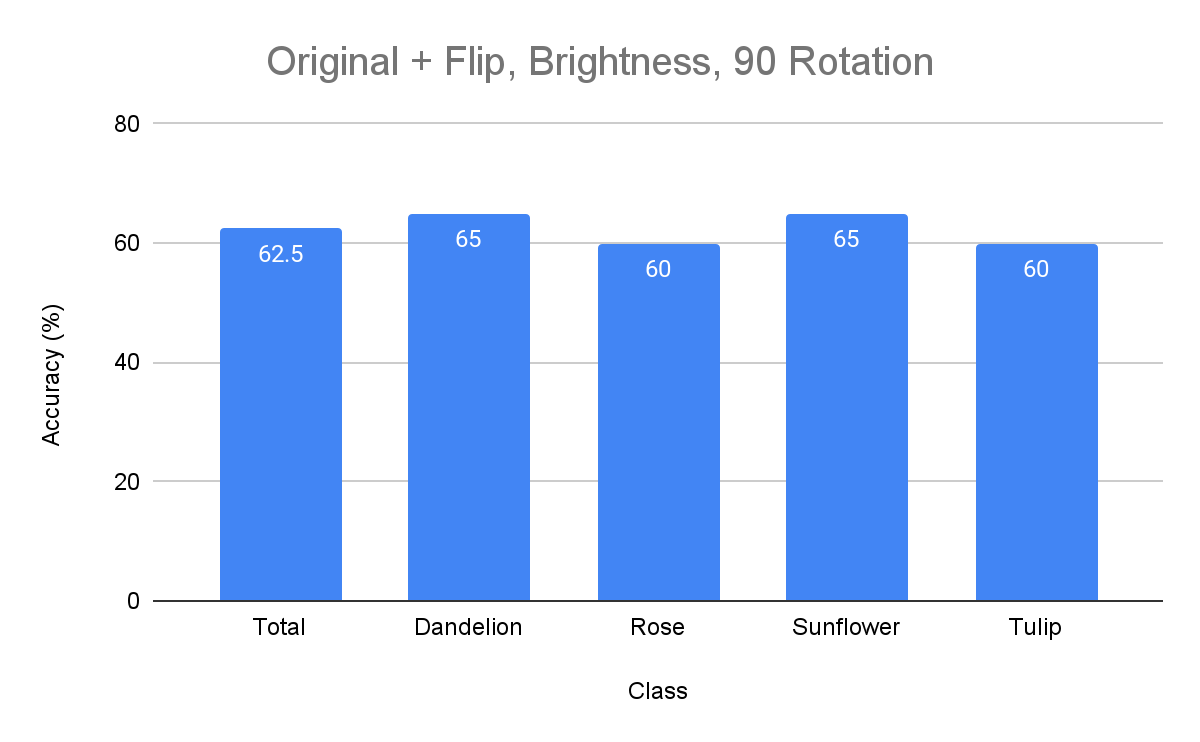 Original + Flip, Brightness, 90 Rotation
80
60
40
20
0
Accuracy (%)
62.5
65
60
65
60
Total
Dandelion
Rose
Sunflower
Tulip
Class